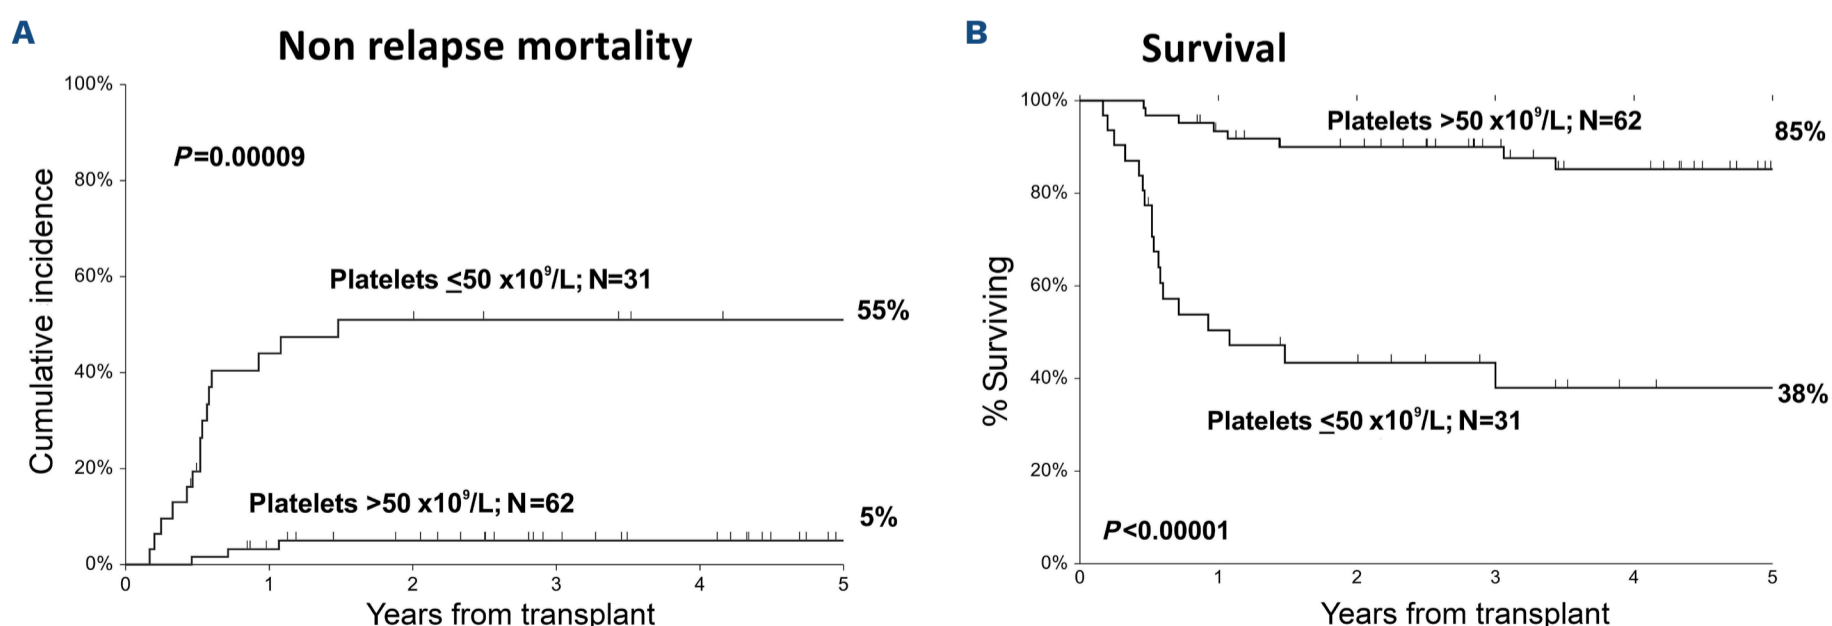 A
Non relapse mortality
100%
80%
60%
40%
20%
0%
Cumulative incidence
P=0.00009
Platelets ≤50 x10⁹/L; N=31
55%
Platelets >50 x10⁹/L; N=62
5%
0 1 2 3 4 5
Years from transplant
B
Survival
100%
80%
60%
40%
20%
0%
% Surviving
Platelets >50 x10⁹/L; N=62
85%
38%
Platelets ≤50 x10⁹/L; N=31
P<0.00001
0 1 2 3 4 5
Years from transplant